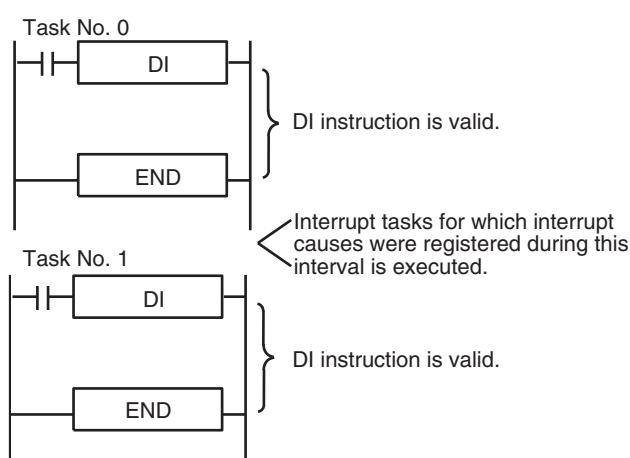 Task No. 0
DI
DI instruction is valid.
END
Interrupt tasks for which interrupt
causes were registered during this
interval is executed.
Task No. 1
DI
DI instruction is valid.
END